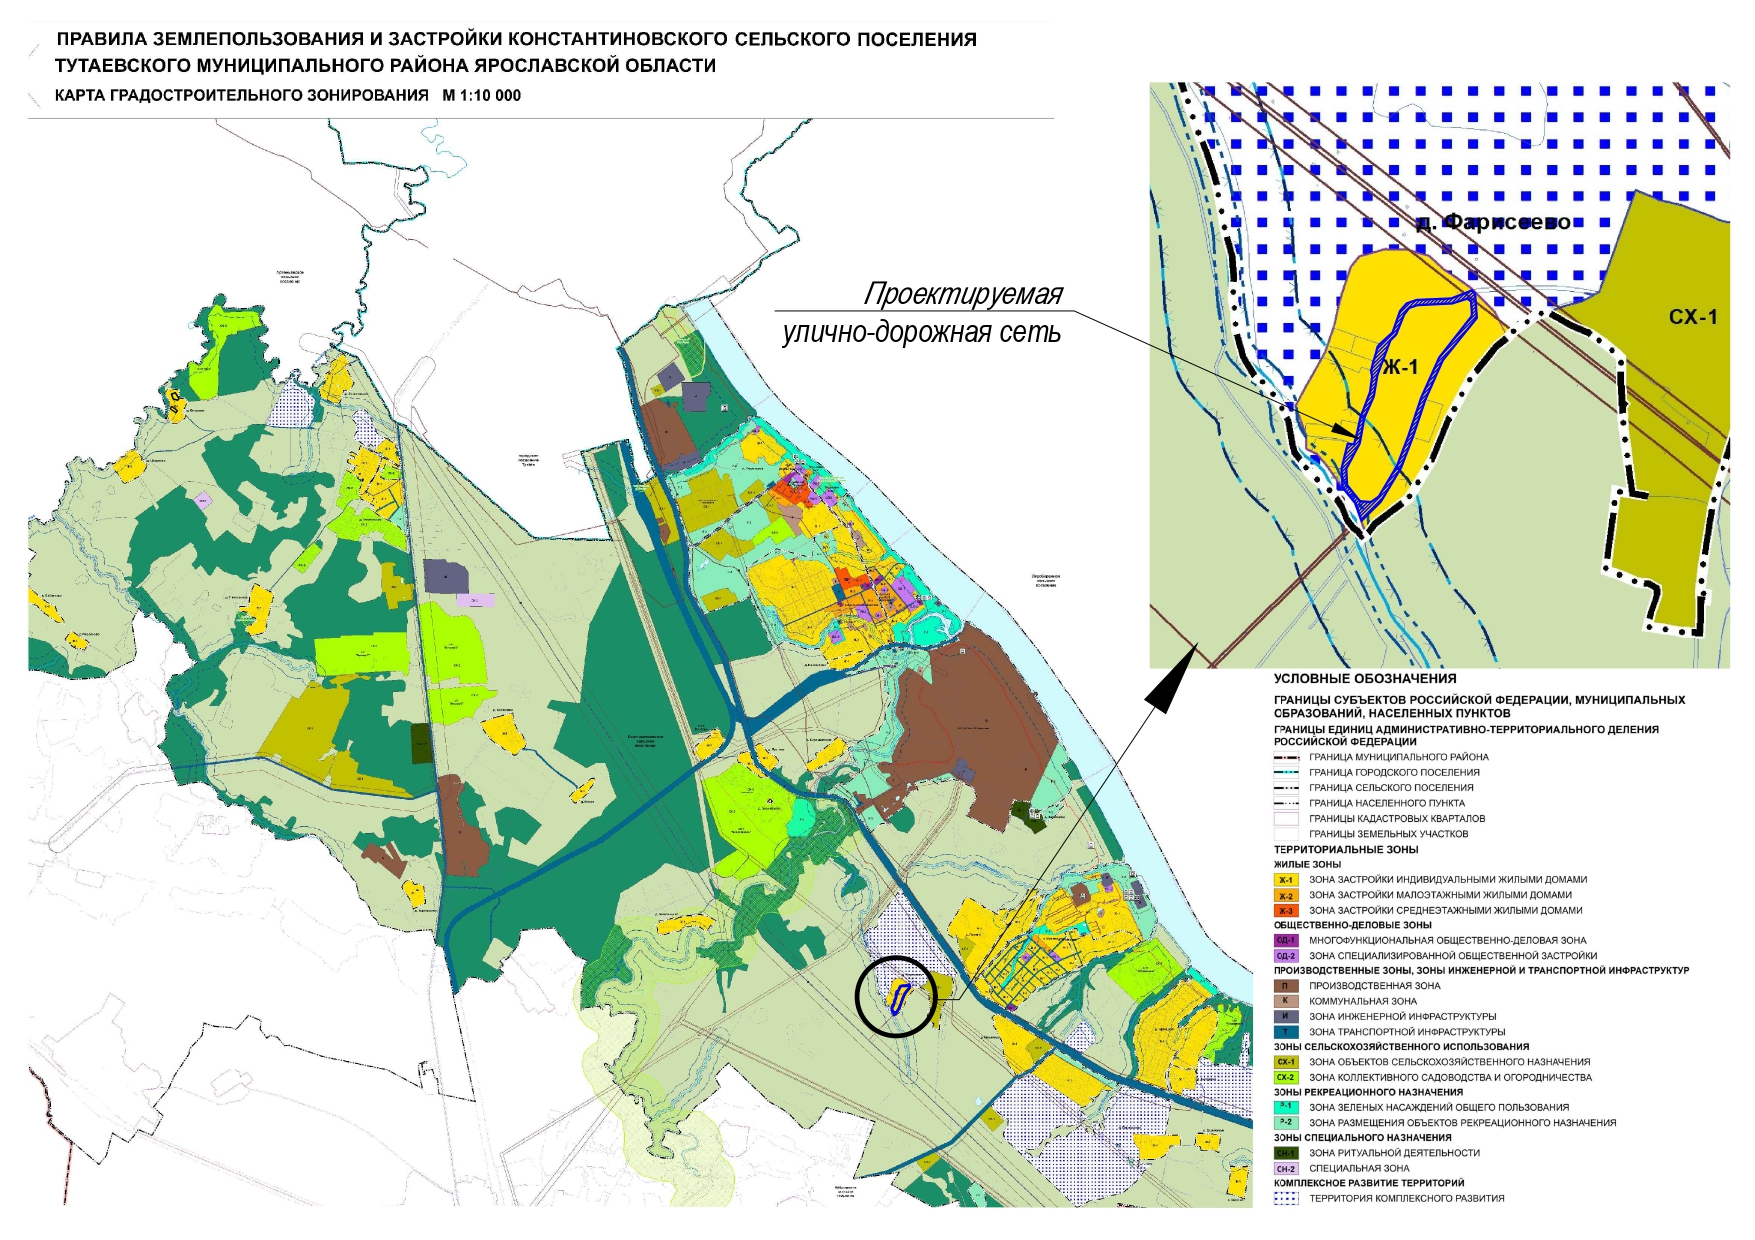 ПРАВИЛА ЗЕМЛЕПОЛЬЗОВАНИЯ И ЗАСТРОЙКИ КОНСТАНТИНОВСКОГО СЕЛЬСКОГО ПОСЕЛЕНИЯ
ТУТАЕВСКОГО МУНИЦИПАЛЬНОГО РАЙОНА ЯРОСЛАВСКОЙ ОБЛАСТИ
КАРТА ГРАДОСТРОИТЕЛЬНОГО ЗОНИРОВАНИЯ М 1:10 000
Проектируемая
улично-дорожная сеть
д. Фариссево
СХ-1
Ж-1
УСЛОВНЫЕ ОБОЗНАЧЕНИЯ
ГРАНИЦЫ СУБЪЕКТОВ РОССИЙСКОЙ ФЕДЕРАЦИИ, МУНИЦИПАЛЬНЫХ
ОБРАЗОВАНИЙ, НАСЕЛЕННЫХ ПУНКТОВ
ГРАНИЦЫ ЕДИНИЦ АДМИНИСТРАТИВНО-ТЕРРИТОРИАЛЬНОГО ДЕЛЕНИЯ
РОССИЙСКОЙ ФЕДЕРАЦИИ
ГРАНИЦА МУНИЦИПАЛЬНОГО РАЙОНА
ГРАНИЦА ГОРОДСКОГО ПОСЕЛЕНИЯ
ГРАНИЦА СЕЛЬСКОГО ПОСЕЛЕНИЯ
ГРАНИЦА НАСЕЛЕННОГО ПУНКТА
ГРАНИЦЫ КАДАСТРОВЫХ КВАРТАЛОВ
ГРАНИЦЫ ЗЕМЕЛЬНЫХ УЧАСТКОВ
ТЕРРИТОРИАЛЬНЫЕ ЗОНЫ
ЖИЛЫЕ ЗОНЫ
Ж-1 ЗОНА ЗАСТРОЙКИ ИНДИВИДУАЛЬНЫМИ ЖИЛЫМИ ДОМАМИ
Ж-2 ЗОНА ЗАСТРОЙКИ МАЛОЭТАЖНЫМИ ЖИЛЫМИ ДОМАМИ
Ж-3 ЗОНА ЗАСТРОЙКИ СРЕДНЕЭТАЖНЫМИ ЖИЛЫМИ ДОМАМИ
ОБЩЕСТВЕННО-ДЕЛОВЫЕ ЗОНЫ
ОД-1 МНОГОФУНКЦИОНАЛЬНАЯ ОБЩЕСТВЕННО-ДЕЛОВАЯ ЗОНА
ОД-2 ЗОНА СПЕЦИАЛИЗИРОВАННОЙ ОБЩЕСТВЕННОЙ ЗАСТРОЙКИ
ПРОИЗВОДСТВЕННЫЕ ЗОНЫ, ЗОНЫ ИНЖЕНЕРНОЙ И ТРАНСПОРТНОЙ ИНФРАСТРУКТУР
П ПРОИЗВОДСТВЕННАЯ ЗОНА
К КОММУНАЛЬНАЯ ЗОНА
И ЗОНА ИНЖЕНЕРНОЙ ИНФРАСТРУКТУРЫ
Т ЗОНА ТРАНСПОРТНОЙ ИНФРАСТРУКТУРЫ
ЗОНЫ СЕЛЬСКОХОЗЯЙСТВЕННОГО ИСПОЛЬЗОВАНИЯ
СХ-1 ЗОНА ОБЪЕКТОВ СЕЛЬСКОХОЗЯЙСТВЕННОГО НАЗНАЧЕНИЯ
СХ-2 ЗОНА КОЛЛЕКТИВНОГО САДОВОДСТВА И ОГОРОДНИЧЕСТВА
ЗОНЫ РЕКРЕАЦИОННОГО НАЗНАЧЕНИЯ
Р-1 ЗОНА ЗЕЛЕНЫХ НАСАЖДЕНИЙ ОБЩЕГО ПОЛЬЗОВАНИЯ
Р-2 ЗОНА РАЗМЕЩЕНИЯ ОБЪЕКТОВ РЕКРЕАЦИОННОГО НАЗНАЧЕНИЯ
ЗОНЫ СПЕЦИАЛЬНОГО НАЗНАЧЕНИЯ
СН-1 ЗОНА РИТУАЛЬНОЙ ДЕЯТЕЛЬНОСТИ
СН-2 СПЕЦИАЛЬНАЯ ЗОНА
КОМПЛЕКСНОЕ РАЗВИТИЕ ТЕРРИТОРИЙ
ТЕРРИТОРИЯ КОМПЛЕКСНОГО РАЗВИТИЯ